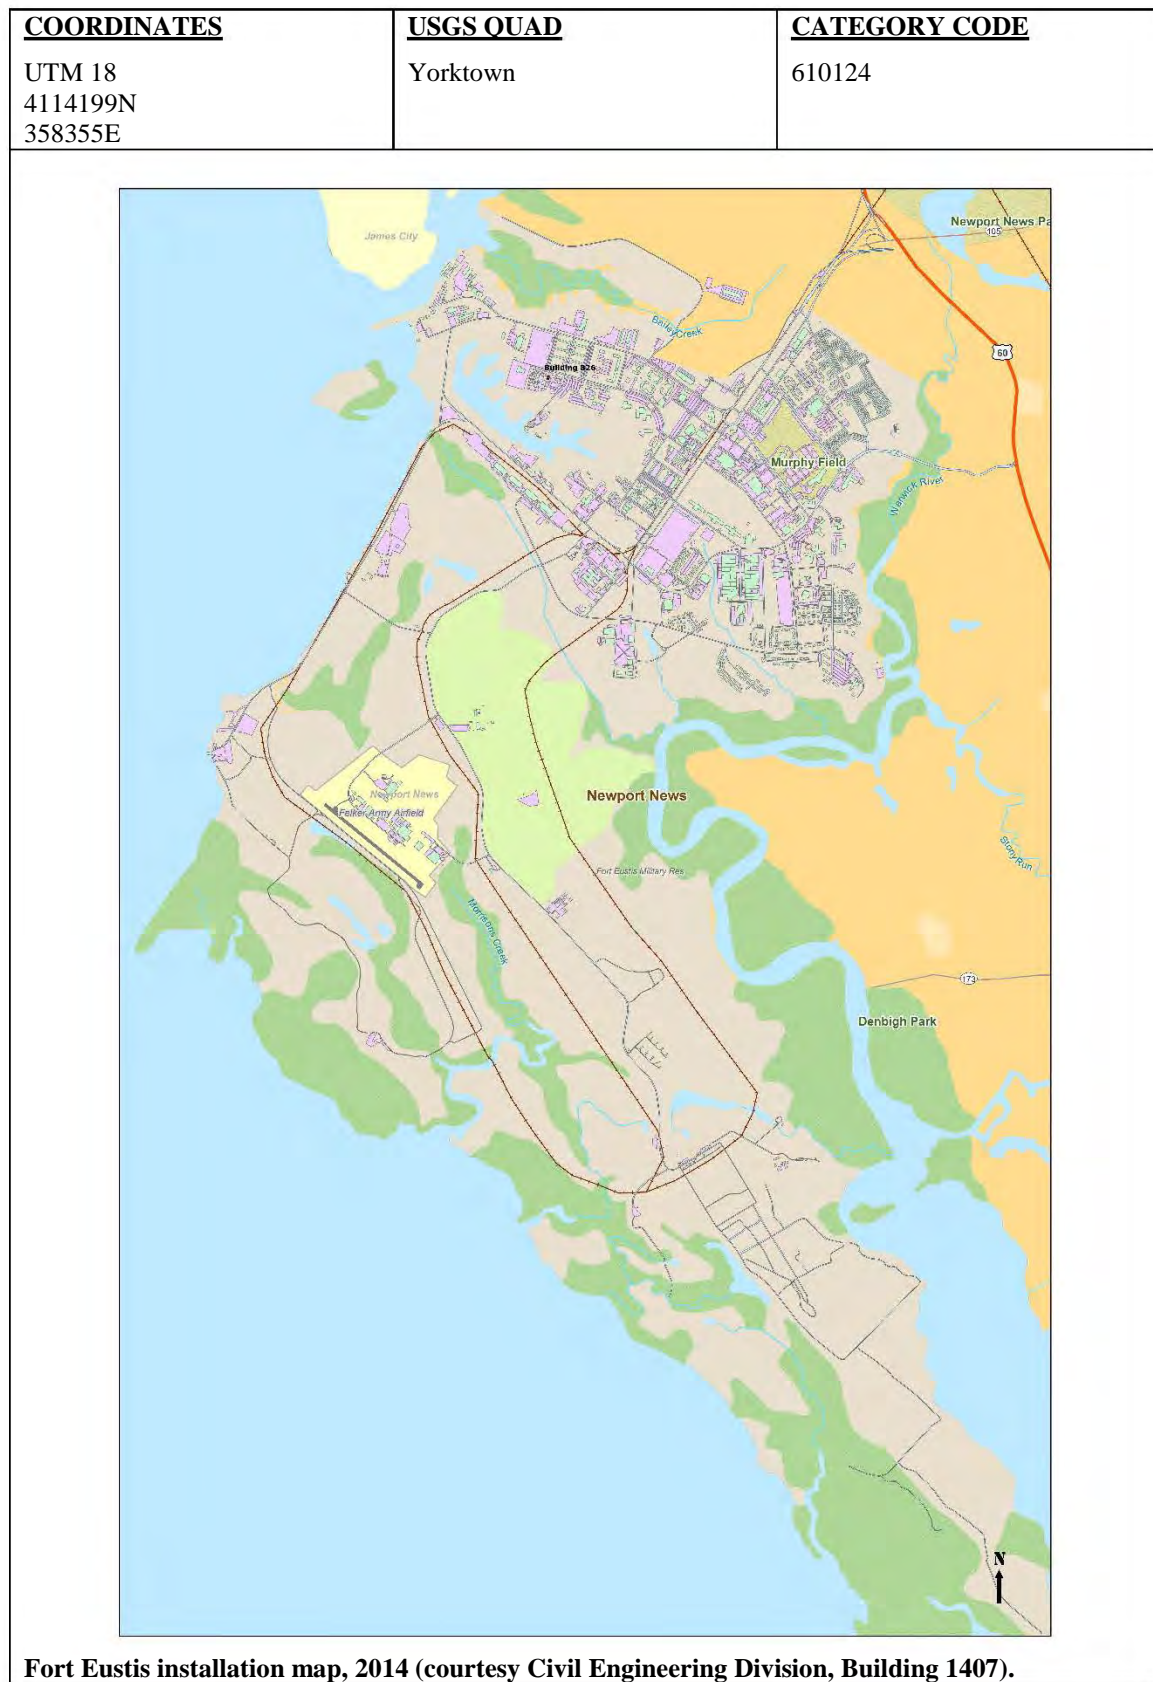 COORDINATES
UTM 18
4114199N
358355E
USGS QUAD
Yorktown
CATEGORY CODE
610124
James City
Newport News Pa
105
Bailey Creek
60
Building 826
Murphy Field
Warwick River
Newport News
Newport News
Felker Army Airfield
Stony Run
Fort Eustis Military Res
Morrisons Creek
173
Denbigh Park
N
Fort Eustis installation map, 2014 (courtesy Civil Engineering Division, Building 1407).